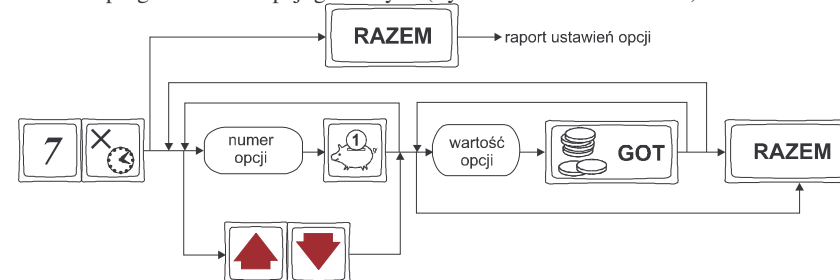 RAZEM
raport ustawień opcji
7
numer
opcji
1
wartość
opcji
GOT
RAZEM